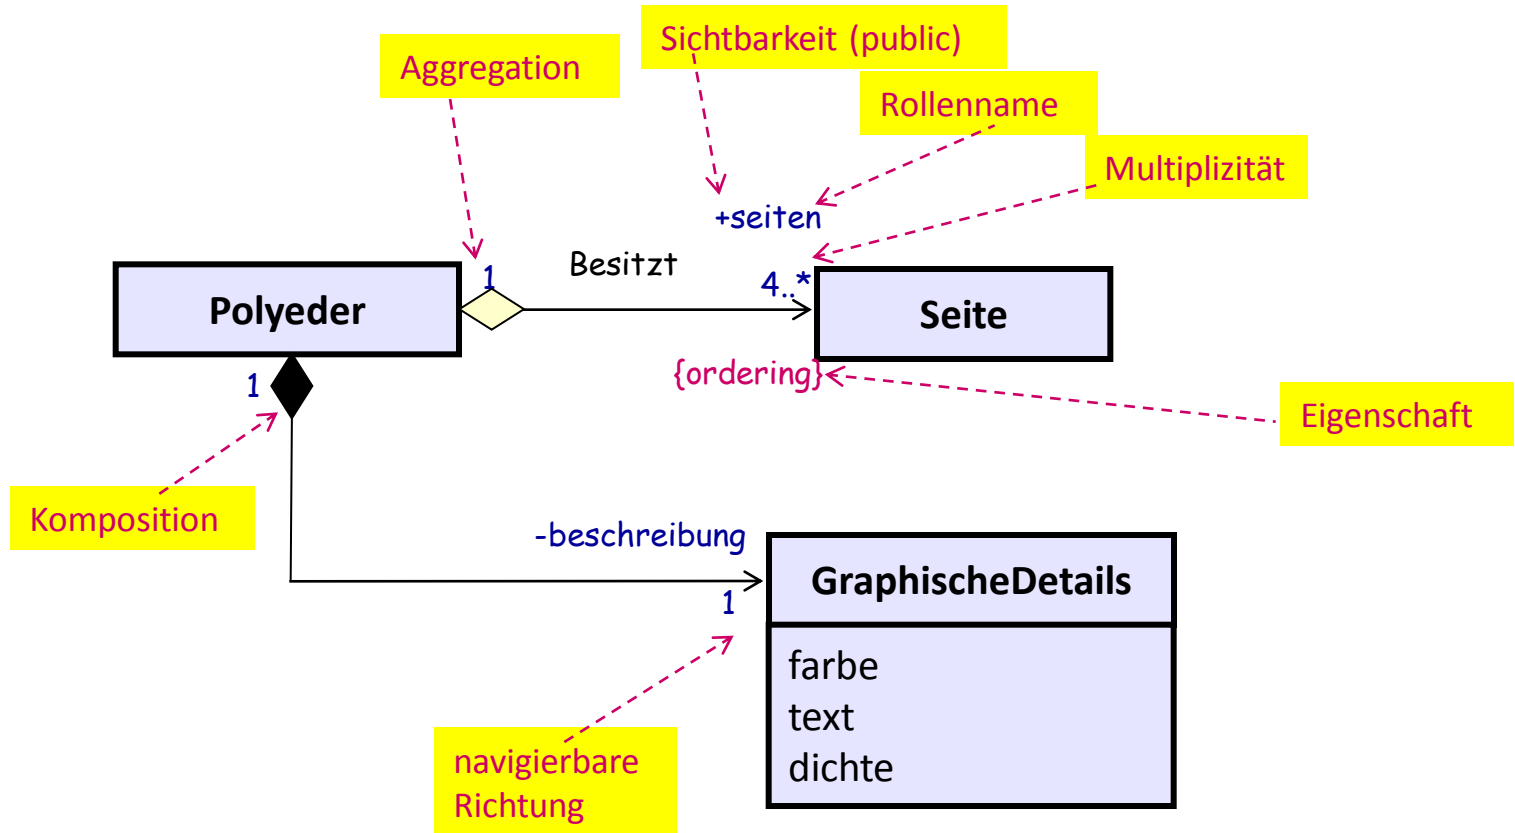 Sichtbarkeit (public)
Aggregation
Rollenname
Multiplizität
+seiten
Besitzt
1
4..*
Polyeder
Seite
{ordering}
1
Eigenschaft
Komposition
-beschreibung
GraphischeDetails
1
farbe
text
dichte
navigierbare
Richtung